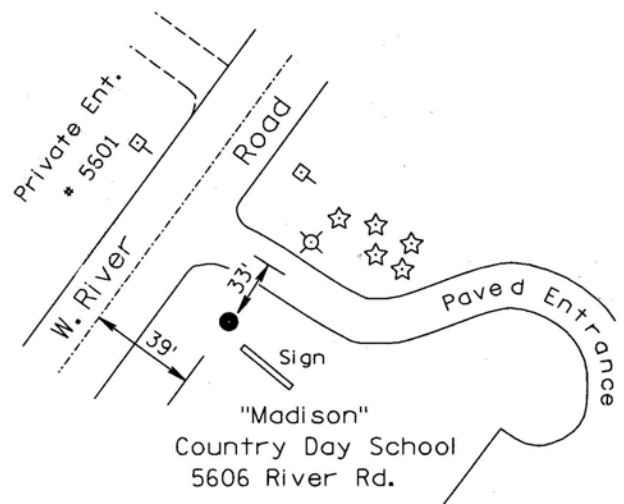 Private Ent.
# 5601
W. River Road
33'
39'
Sign
Paved Entrance
"Madison"
Country Day School
5606 River Rd.